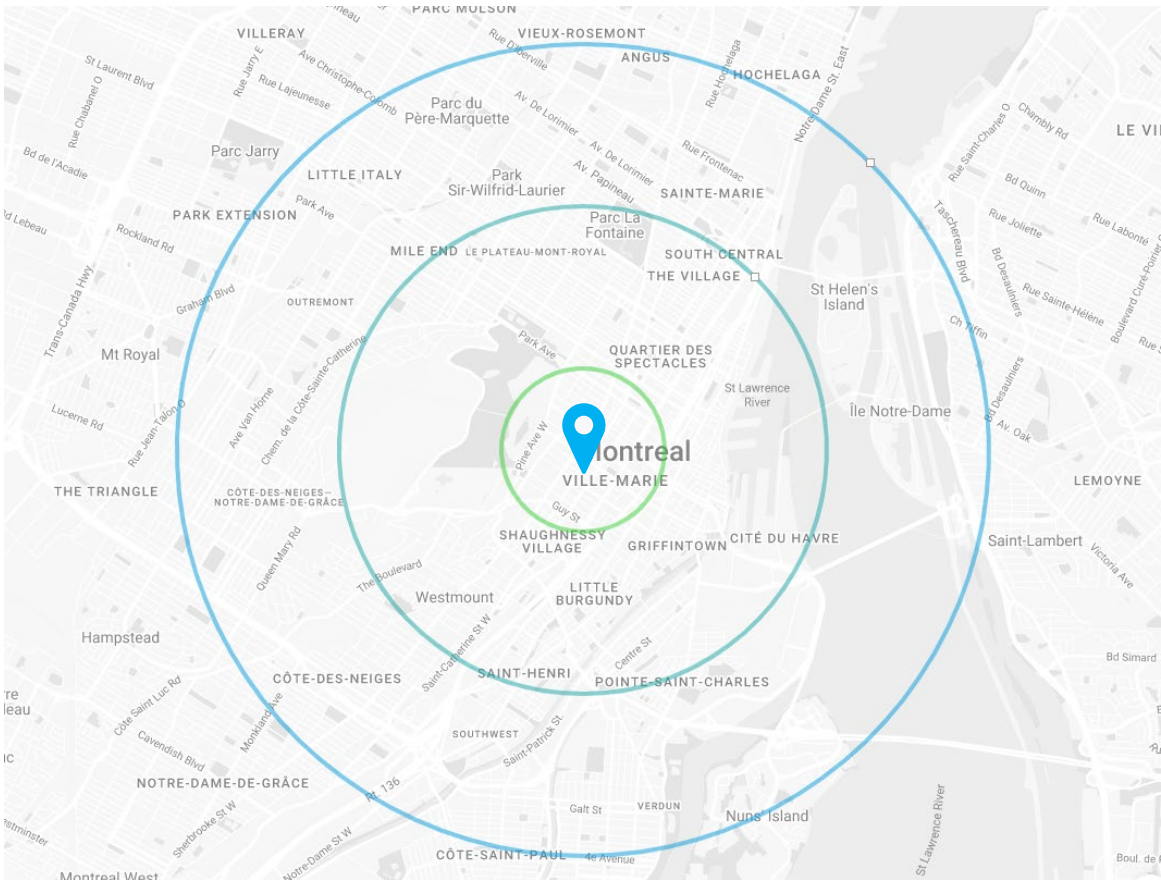 PARC MOLSON
VILLERAY
VIEUX-ROSEMONT
Rue D'Iberville
ANGUS
St Laurent Blvd
Rue Jarry E
Ave Christophe-Colomb
Rue Hochelaga
HOCHELAGA
Notre-Dame St. East
Rue Chabanel O
Rue Lajeunesse
Parc du
Père-Marquette
Av. De Lorimier
Rue Saint-Charles O
Chambly Rd
LE VI
Bd de l'Acadie
Parc Jarry
Av. De Lorimier
Rue Frontenac
LITTLE ITALY
Park
Sir-Wilfrid-Laurier
Av. Papineau
SAINTE-MARIE
Bd Quinn
Lebeau
PARK EXTENSION
Park Ave
Parc La
Fontaine
Taschereau Blvd
Rue Joliette
Rue Labonté
Rockland Rd
MILE END
LE PLATEAU-MONT-ROYAL
SOUTH CENTRAL
THE VILLAGE
Bd Desaulniers
Boulevard Curé-Poirier
Trans-Canada Hwy
Graham Blvd
OUTREMONT
St Helen's
Island
Rue Sainte-Hélène
Ch Tiffin
Mt Royal
Chem. de la Côte-Sainte-Catherine
Park Ave
QUARTIER DES
SPECTACLES
Rue S
St Lawrence
River
Bd Desaulniers
Lucerne Rd
Rue Jean-Talon O
Ave Van Horne
Île Notre-Dame
Av. Oak
Pine Ave W
ontreal
VILLE-MARIE
THE TRIANGLE
CÔTE-DES-NEIGES—
NOTRE-DAME-DE-GRÂCE
LEMOYNE
Guy St
SHAUGHNESSY
VILLAGE
GRIFFINTOWN
CITÉ DU HAVRE
Saint-Lambert
Queen Mary Rd
The Boulevard
Victoria Ave
Westmount
LITTLE
BURGUNDY
Hampstead
Saint-Catherine St W
Centre St
Bd Simard
CÔTE-DES-NEIGES
SAINT-HENRI
POINTE-SAINT-CHARLES
re
leau
Côte Saint Luc Rd
Monkland Ave
SOUTHWEST
Saint-Patrick St.
Cavendish Blvd
uc
NOTRE-DAME-DE-GRÂCE
Rt. 136
Galt St
VERDUN
Nuns' Island
Sherbrooke St W
St Lawrence River
Notre-Dame St W
CÔTE-SAINT-PAUL
4e Avenue
Boul. de
Montreal West